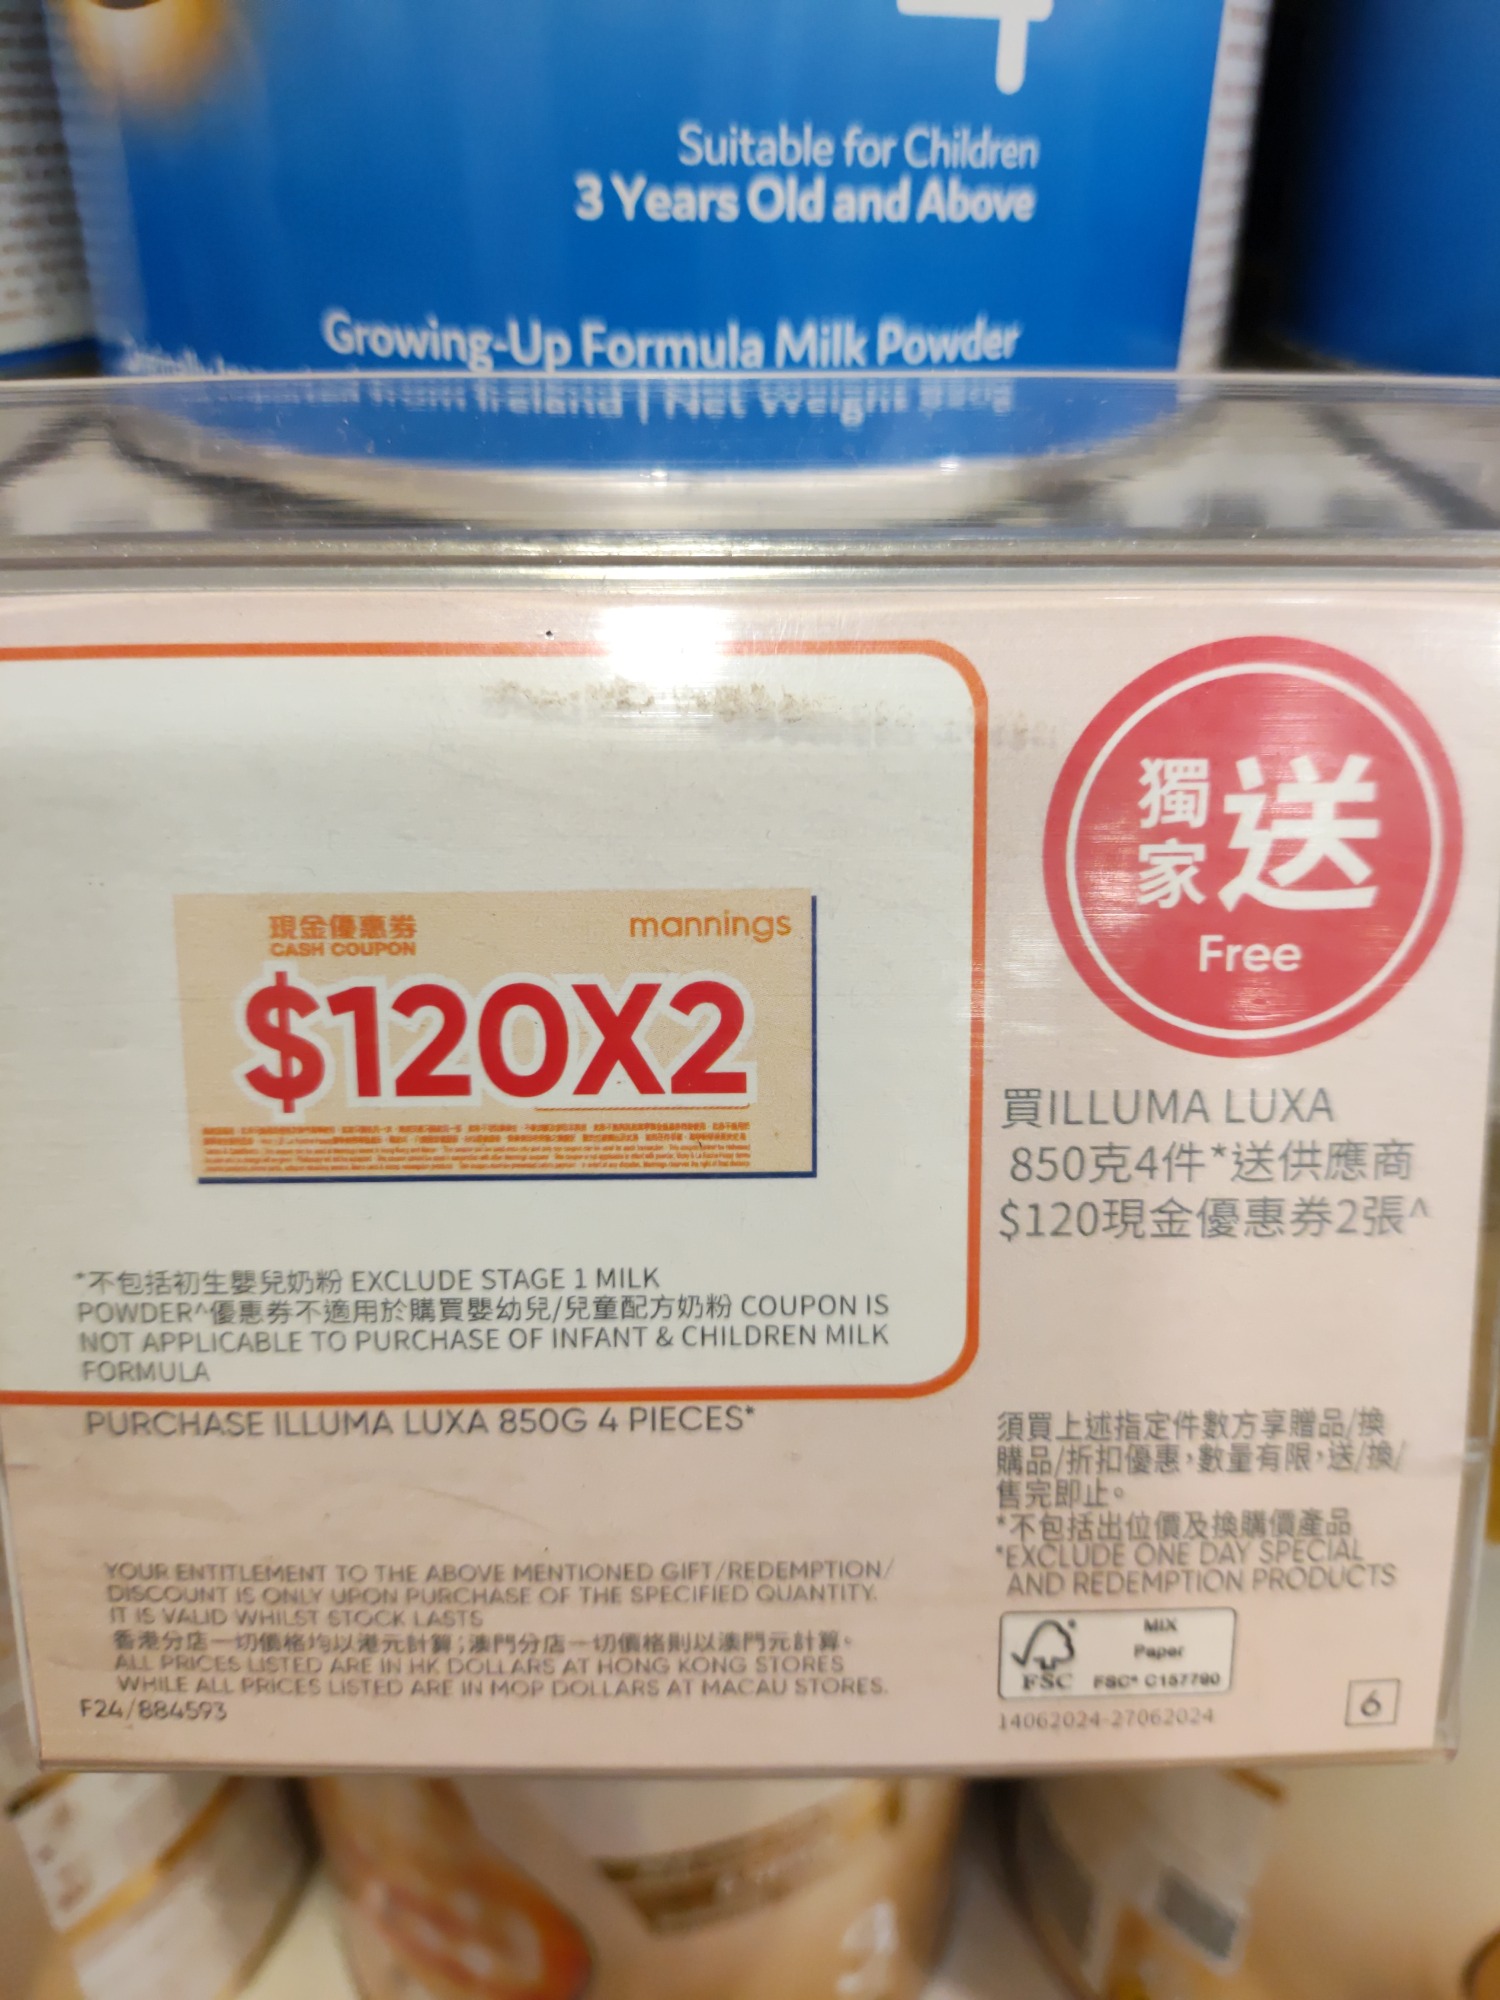 4
Suitable for Children
3 Years Old and Above
Growing-Up Formula Milk Powder
from Ireland | Net Weight
獨家送
Free
現金優惠券
CASH COUPON
mannings
$120X2
買ILLUMA LUXA
850克4件*送供應商
$120現金優惠券2張^
*不包括初生嬰兒奶粉 EXCLUDE STAGE 1 MILK
POWDER^優惠券不適用於購買嬰幼兒/兒童配方奶粉 COUPON IS
NOT APPLICABLE TO PURCHASE OF INFANT & CHILDREN MILK
FORMULA
PURCHASE ILLUMA LUXA 850G 4 PIECES*
須買上述指定件數方享贈品/換
購品/折扣優惠，數量有限，送/換/
售完即止。
*不包括出位價及換購價產品
*EXCLUDE ONE DAY SPECIAL
AND REDEMPTION PRODUCTS
YOUR ENTITLEMENT TO THE ABOVE MENTIONED GIFT/REDEMPTION/
DISCOUNT IS ONLY UPON PURCHASE OF THE SPECIFIED QUANTITY.
IT IS VALID WHILST STOCK LASTS
香港分店一切價格均以港元計算；澳門分店一切價格則以澳門元計算。
ALL PRICES LISTED ARE IN HK DOLLARS AT HONG KONG STORES
WHILE ALL PRICES LISTED ARE IN MOP DOLLARS AT MACAU STORES.
F24/884593
FSC
MIX
Paper
FSC® C157790
14062024-27062024
6